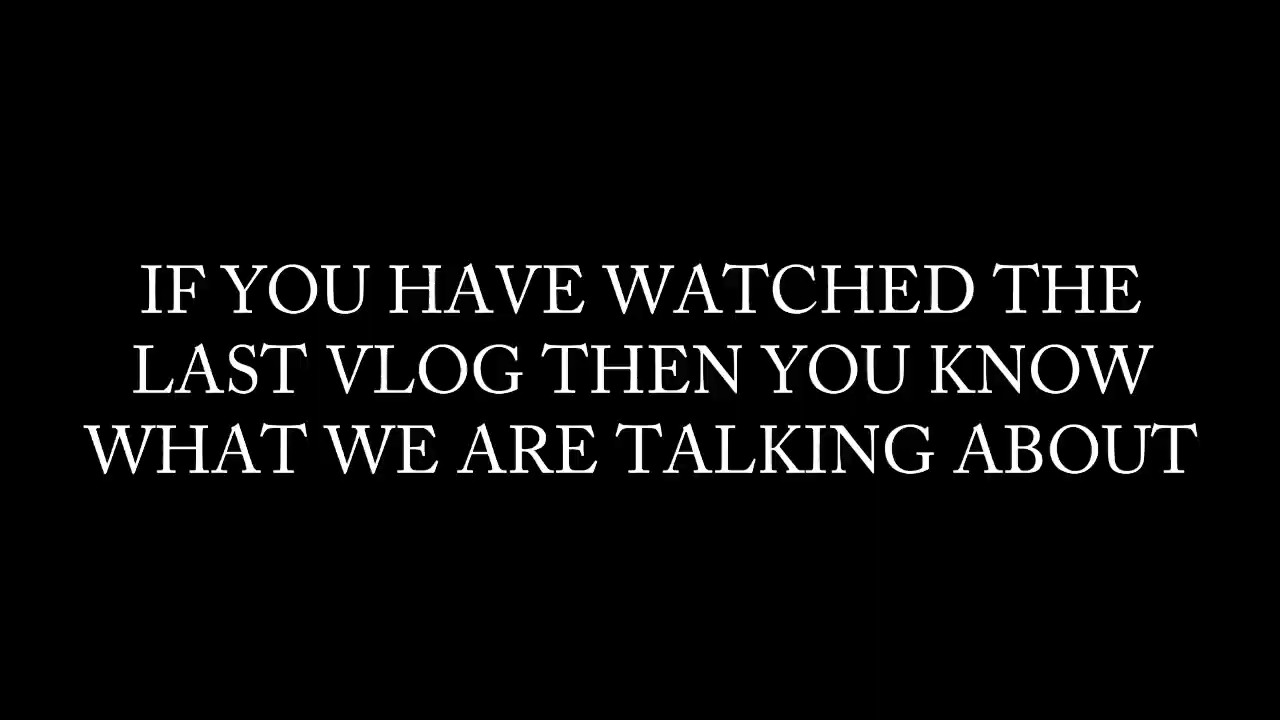 IF YOU HAVE WATCHED THE
LAST VLOG THEN YOU KNOW
WHAT WE ARE TALKING ABOUT